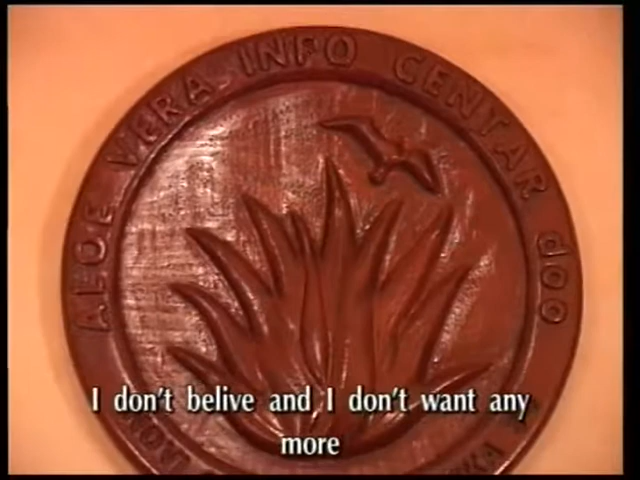 ALOE VERA INFO CENTAR doo
I don't belive and I don't want any
more